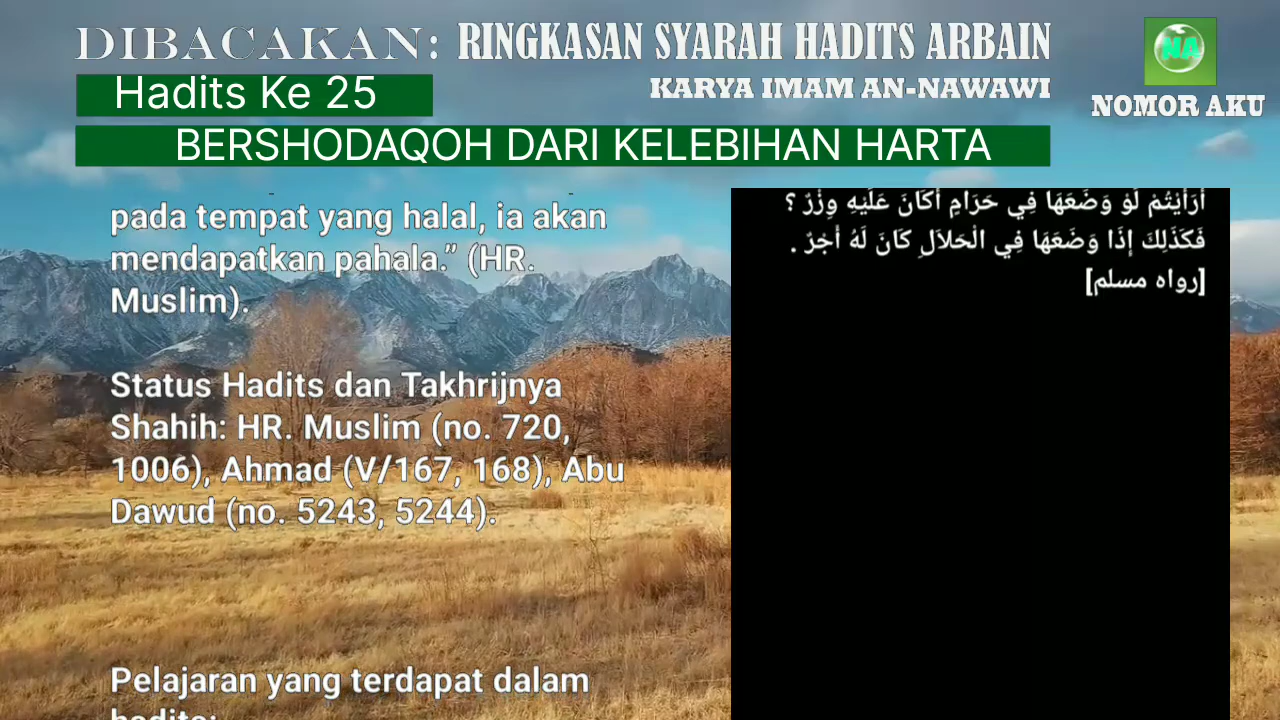 DIBACAKAN: RINGKASAN SYARAH HADITS ARBAIN
KARYA IMAM AN-NAWAWI
NA
NOMOR AKU
Hadits Ke 25
BERSHODAQOH DARI KELEBIHAN HARTA
pada tempat yang halal, ia akan
mendapatkan pahala.” (HR.
Muslim).
Status Hadits dan Takhrijnya
Shahih: HR. Muslim (no. 720,
1006), Ahmad (V/167, 168), Abu
Dawud (no. 5243, 5244).
Pelajaran yang terdapat dalam
hadits:
أَرَأَيْتُمْ لَوْ وَضَعَهَا فِي حَرَامٍ أَكَانَ عَلَيْهِ وِزْرٌ ؟
فَكَذَلِكَ إِذَا وَضَعَهَا فِي الْحَلاَلِ كَانَ لَهُ أَجْرٌ .
[رواه مسلم]